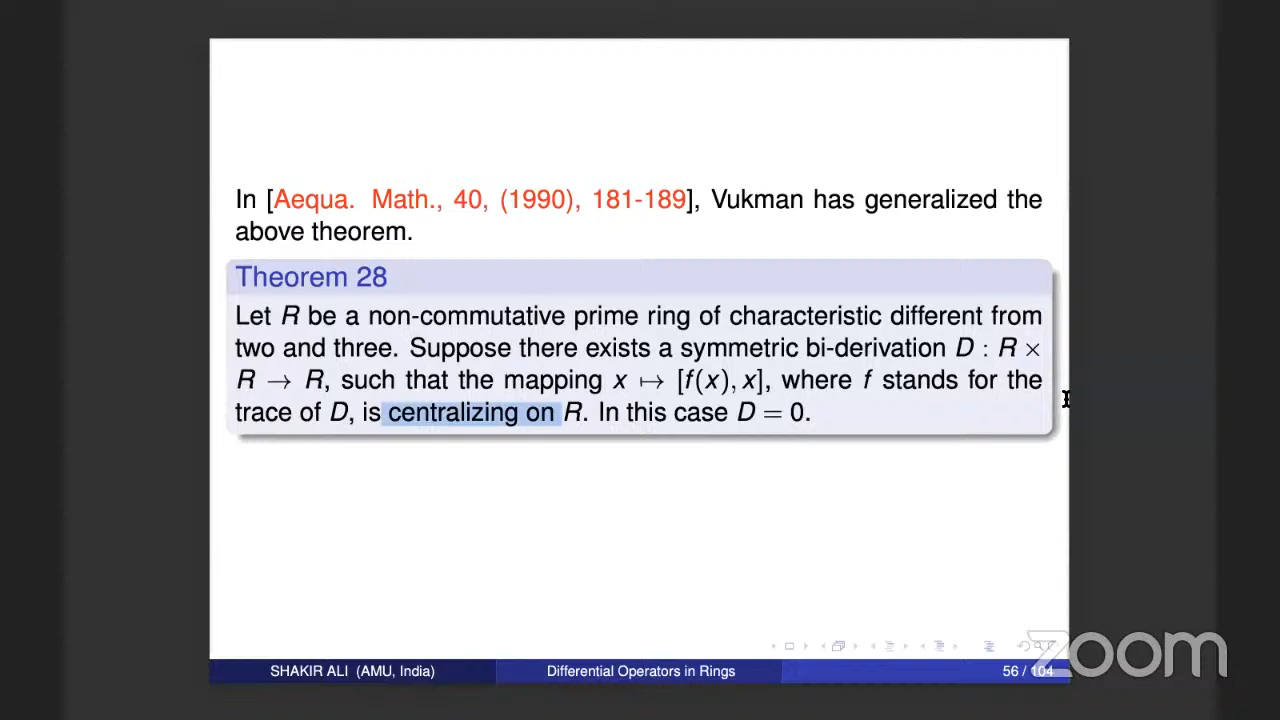 In [Aequa. Math., 40, (1990), 181-189], Vukman has generalized the
above theorem.
Theorem 28
Let R be a non-commutative prime ring of characteristic different from
two and three. Suppose there exists a symmetric bi-derivation D : R ×
R → R, such that the mapping x ↦ [f(x), x], where f stands for the
trace of D, is centralizing on R. In this case D = 0.
SHAKIR ALI (AMU, India)
Differential Operators in Rings
56 / 104
zoom